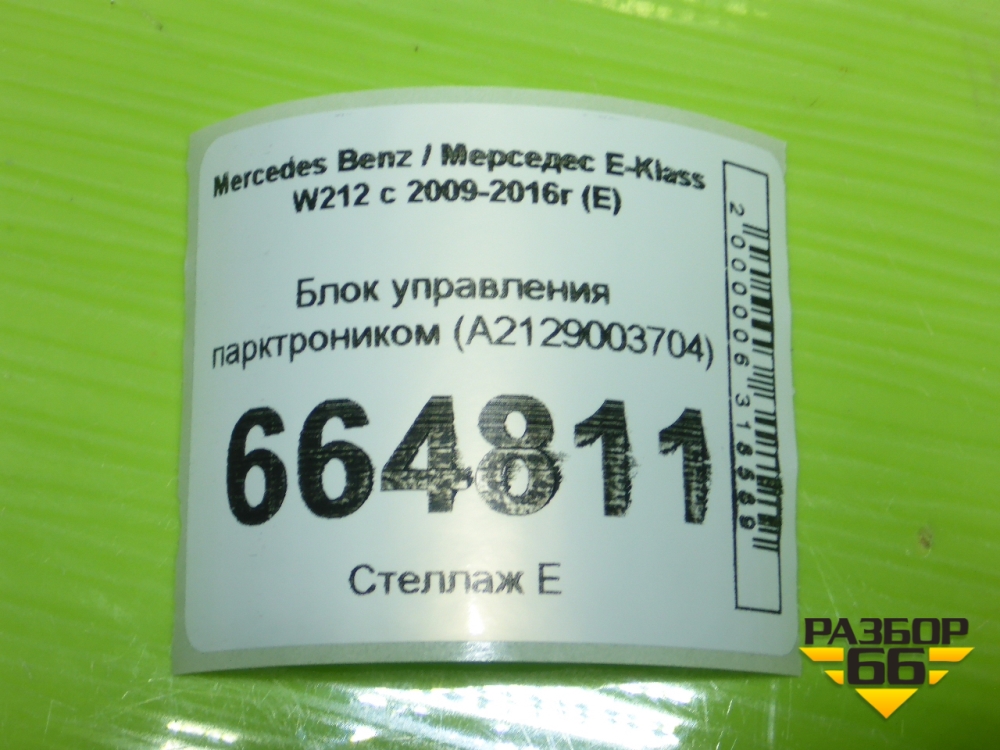 Mercedes Benz / Мерседес E-Klass
W212 с 2009-2016г (E)
Блок управления
парктроником (A2129003704)
664811
Стеллаж E
2000006318589
РАЗБОР
66